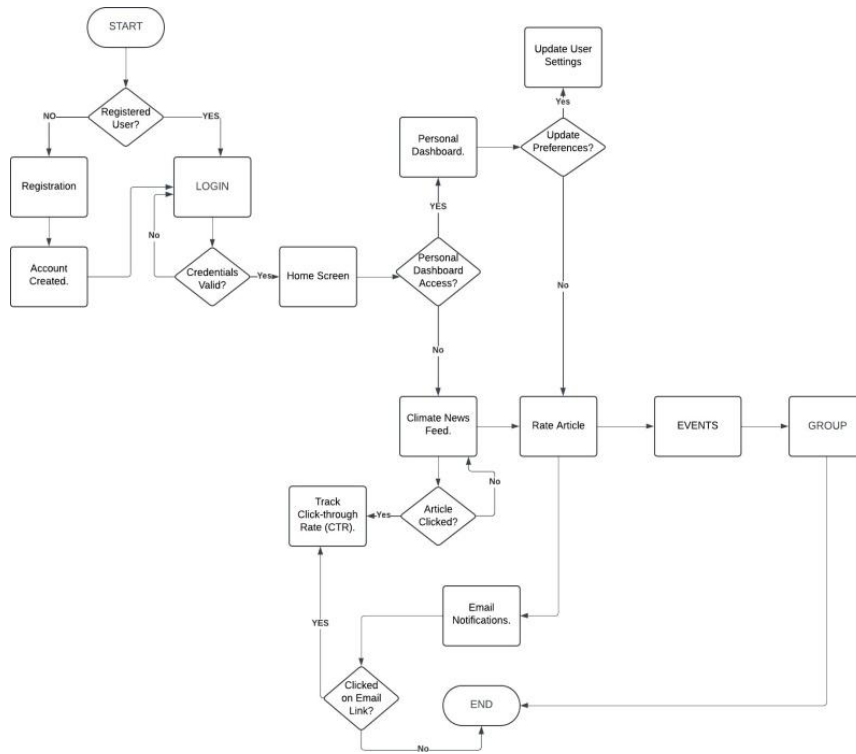 START
Update User
Settings
Yes
NO
Registered
User?
YES
Personal
Dashboard.
Update
Preferences?
Registration
LOGIN
YES
No
Account
Created.
Credentials
Valid?
Yes
Home Screen
Personal
Dashboard
Access?
No
No
Climate News
Feed.
Rate Article
EVENTS
GROUP
No
Track
Click-through
Rate (CTR).
Yes
Article
Clicked?
Email
Notifications.
YES
Clicked
on Email
Link?
END
No